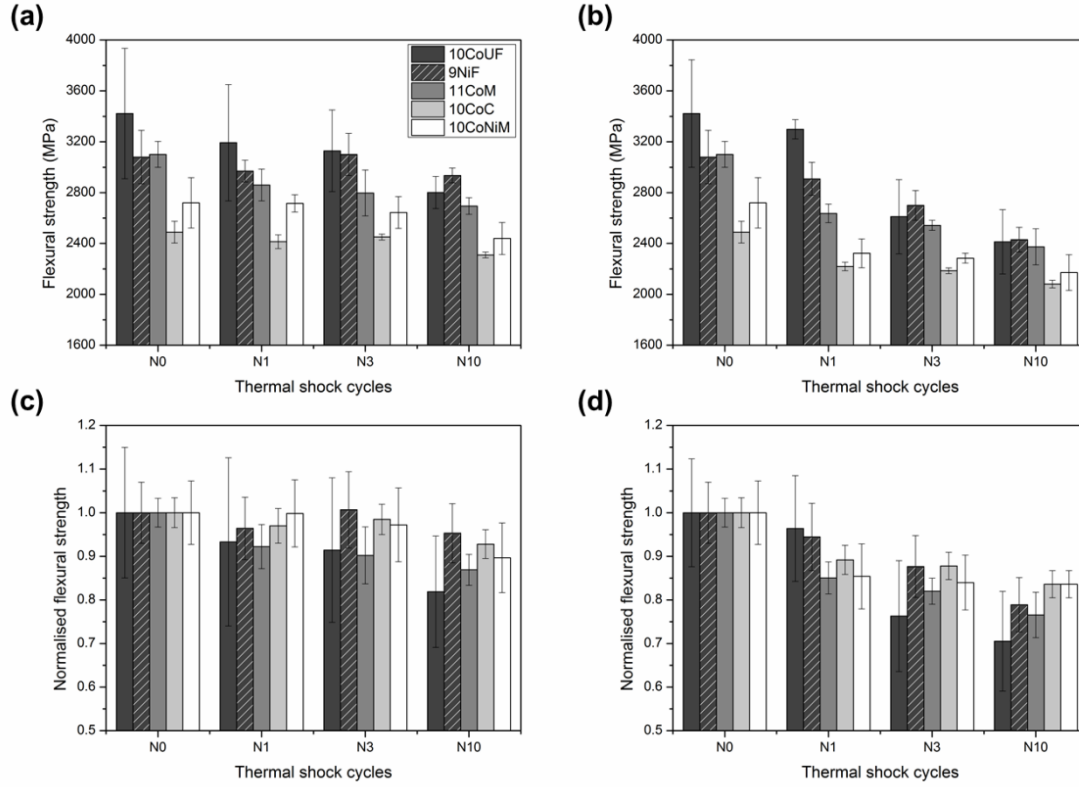 (a)
4000
3600
3200
2800
2400
2000
1600
Flexural strength (MPa)
10CoUF
9NiF
11CoM
10CoC
10CoNiM
N0 N1 N3 N10
Thermal shock cycles
(b)
4000
3600
3200
2800
2400
2000
1600
Flexural strength (MPa)
N0 N1 N3 N10
Thermal shock cycles
(c)
1.2
1.1
1.0
0.9
0.8
0.7
0.6
0.5
Normalised flexural strength
N0 N1 N3 N10
Thermal shock cycles
(d)
1.2
1.1
1.0
0.9
0.8
0.7
0.6
0.5
Normalised flexural strength
N0 N1 N3 N10
Thermal shock cycles